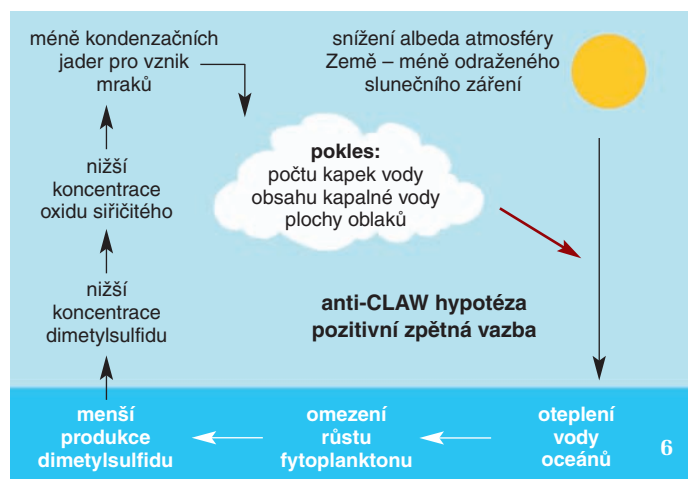 méně kondenzačních
jader pro vznik
mraků
snížení albeda atmosféry
Země – méně odraženého
slunečního záření
pokles:
počtu kapek vody
obsahu kapalné vody
plochy oblaků
nižší
koncentrace
oxidu siřičitého
nižší
koncentrace
dimetylsulfidu
anti-CLAW hypotéza
pozitivní zpětná vazba
menší
produkce
dimetylsulfidu
omezení
růstu
fytoplanktonu
oteplení
vody
oceánů
6